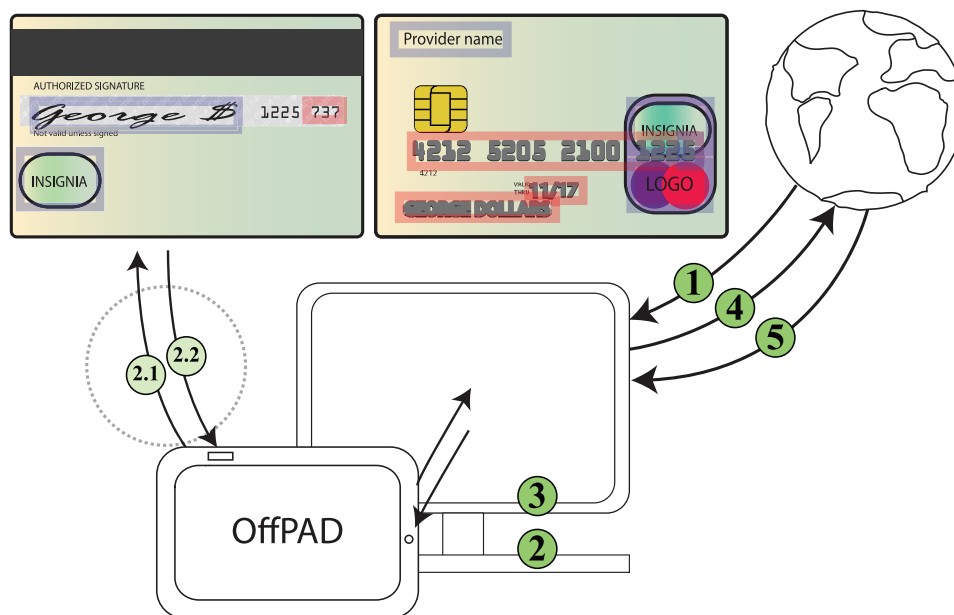 AUTHORIZED SIGNATURE
George $ 1225 737
Not valid unless signed
INSIGNIA
Provider name
INSIGNIA
4212 5205 2100 1226
4212
VALID THRU 11/17
LOGO
GEORGE DOLLARS
1
4
5
2.1
2.2
3
OffPAD
2